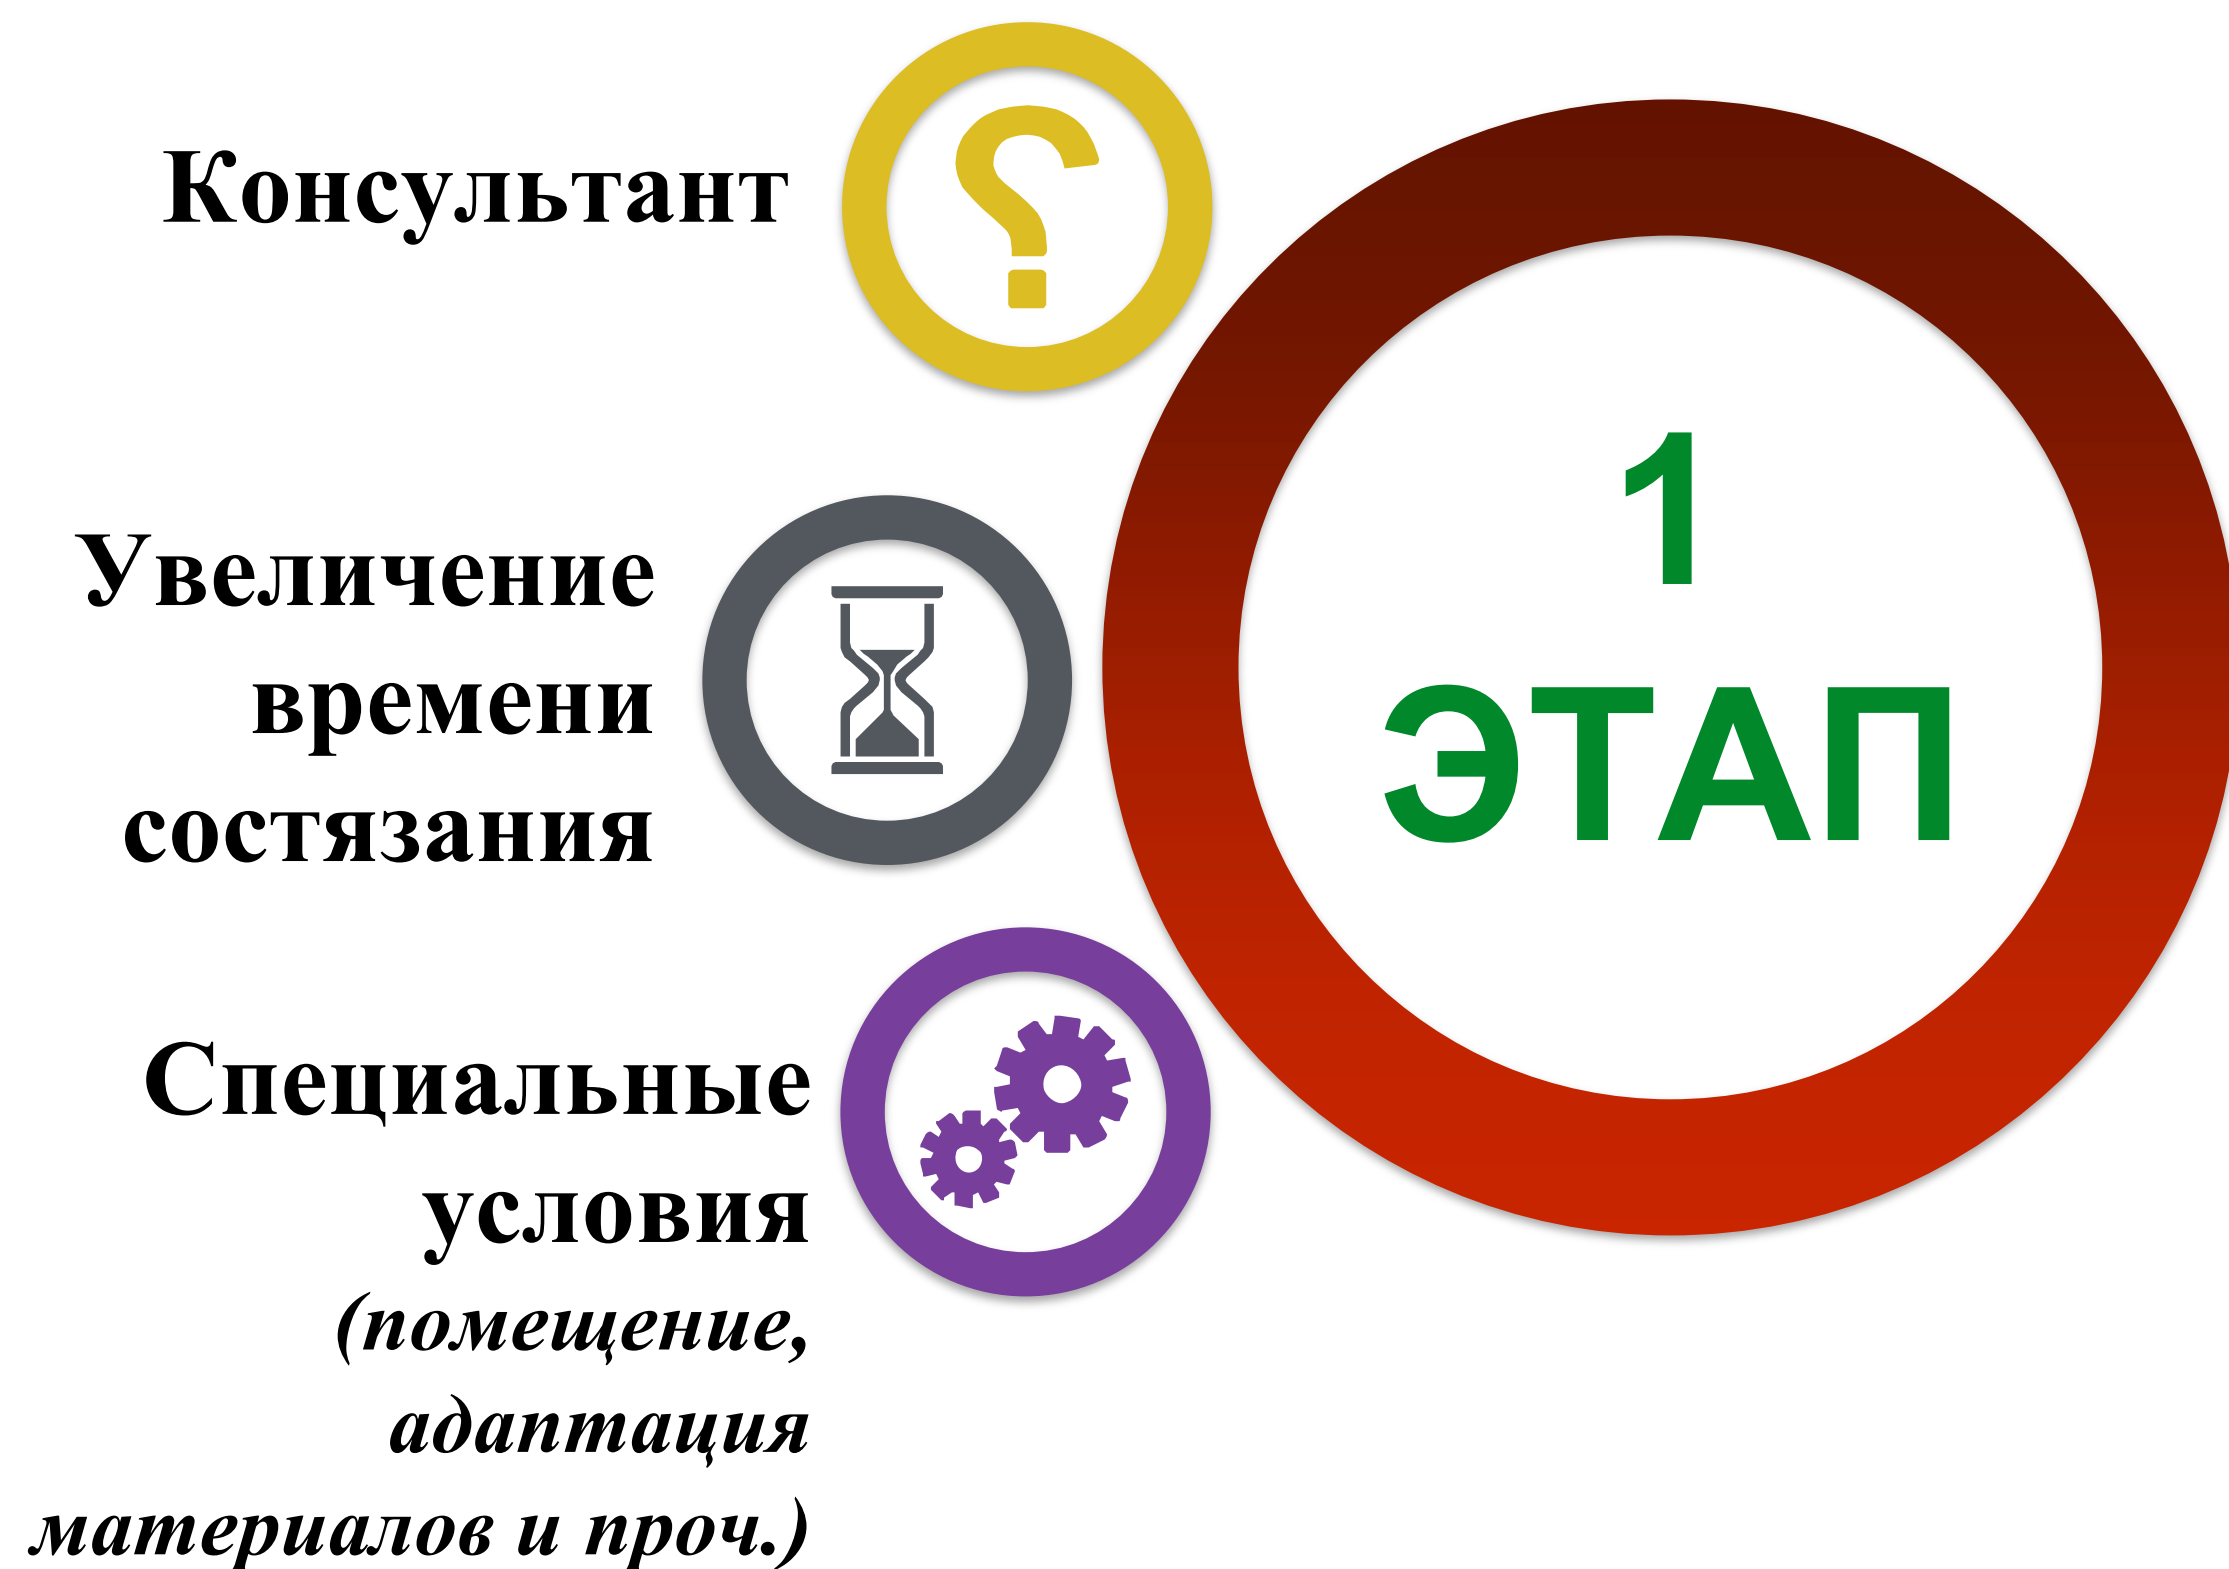 Консультант
Увеличение
времени
состязания
Специальные
условия
(помещение,
адаптация
материалов и проч.)
1
ЭТАП